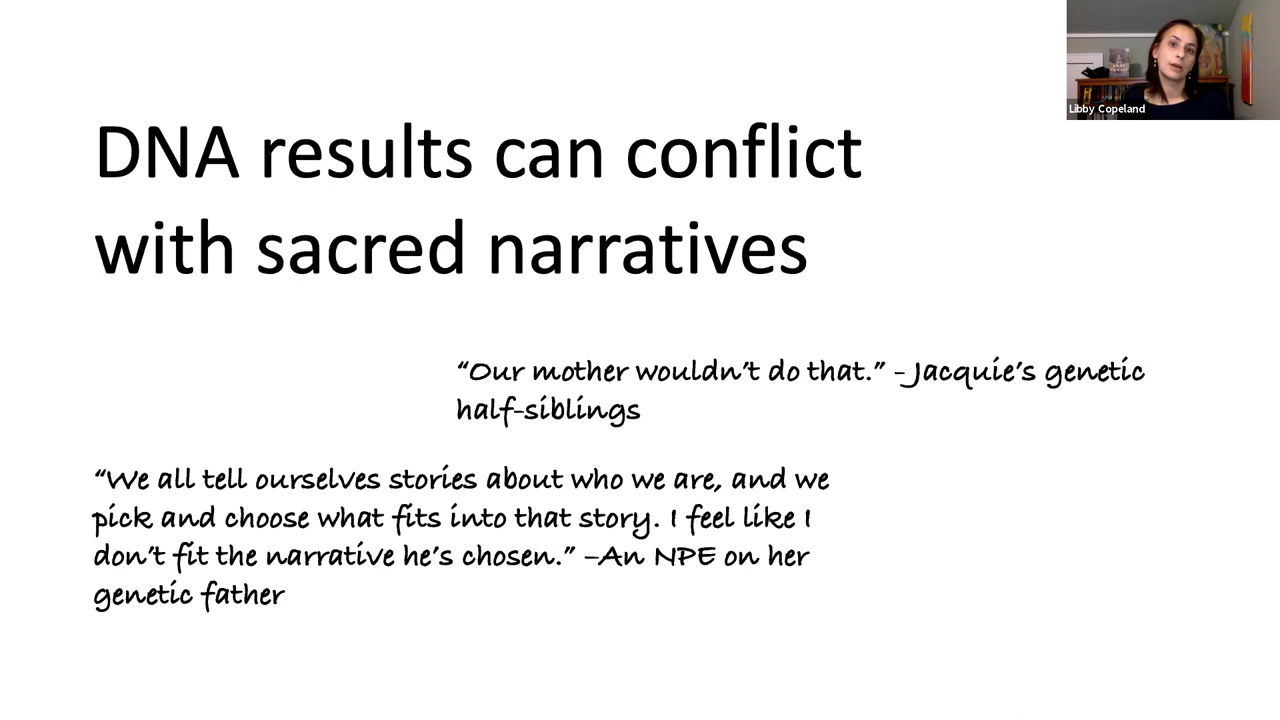 Libby Copeland
DNA results can conflict
with sacred narratives
“Our mother wouldn’t do that.” - Jacquie’s genetic
half-siblings
“We all tell ourselves stories about who we are, and we
pick and choose what fits into that story. I feel like I
don’t fit the narrative he’s chosen.” –An NPE on her
genetic father